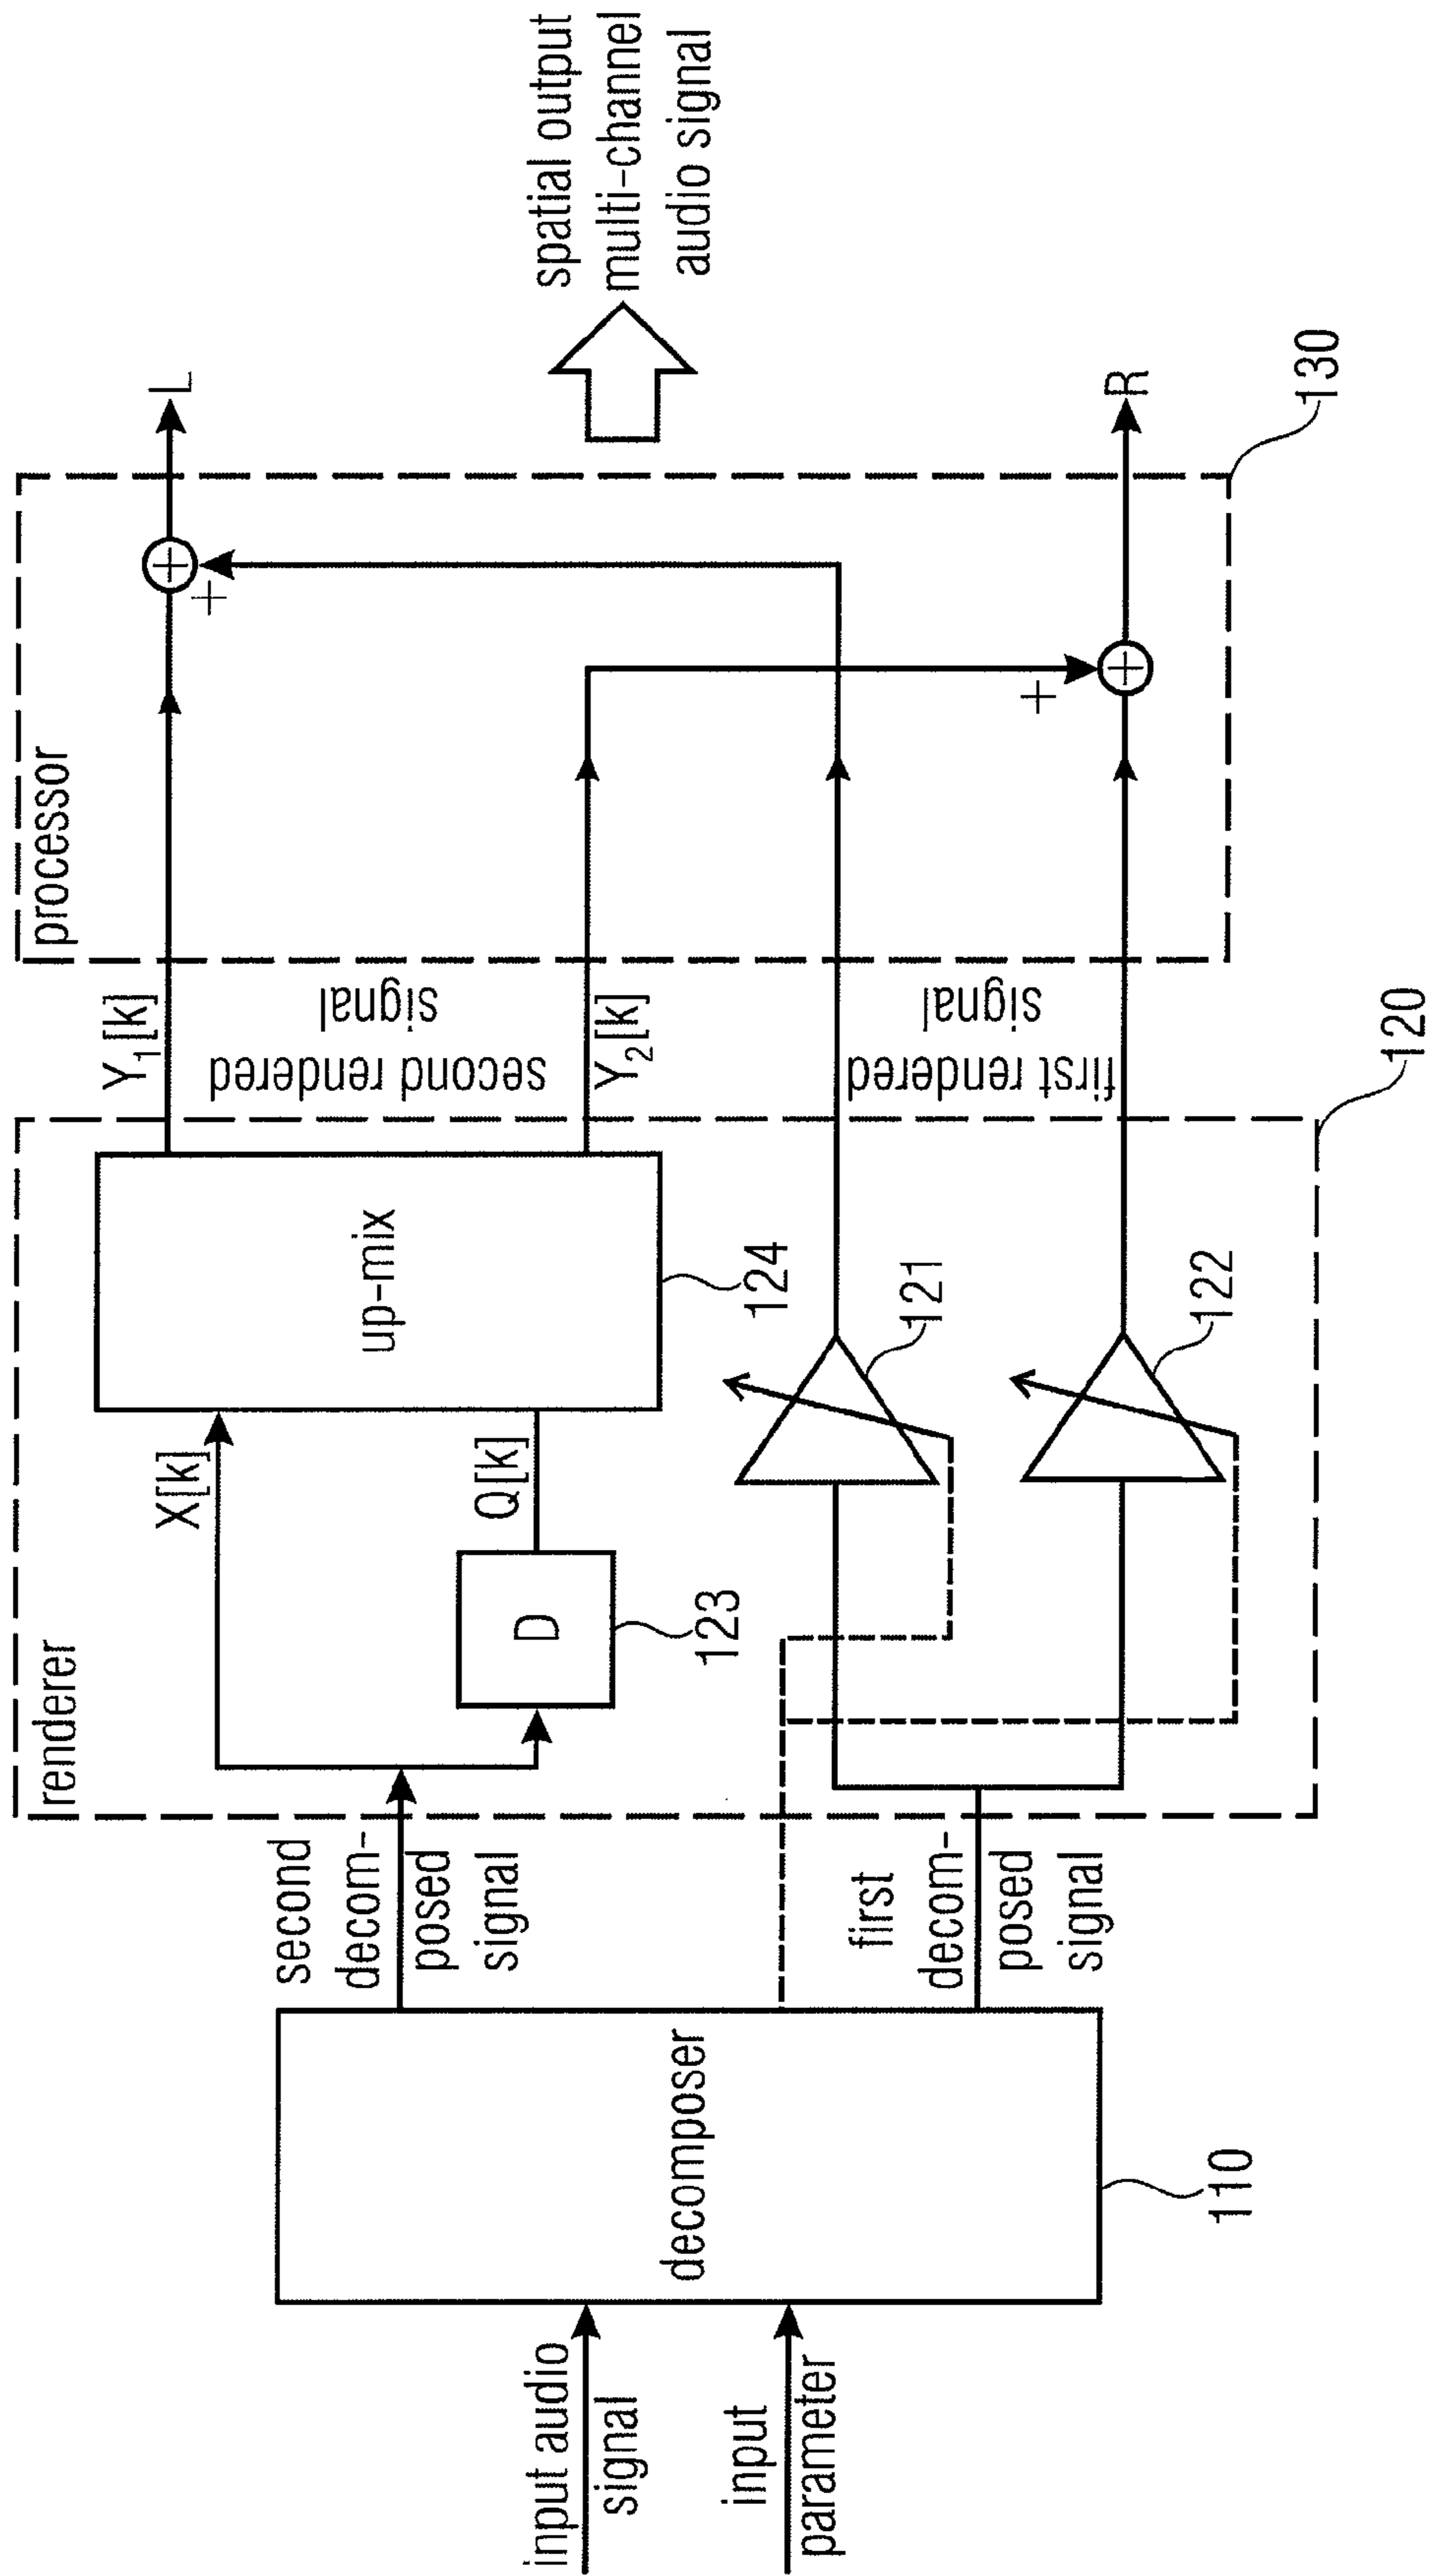 input audio
signal
input
parameter
decomposer
110
second
decom-
posed
signal
first
decom-
posed
signal
renderer
X[k]
D
123
Q[k]
up-mix
124
121
122
120
Y1[k]
second rendered
signal
Y2[k]
first rendered
signal
processor
+
+
+
+
130
L
R
spatial output
multi-channel
audio signal